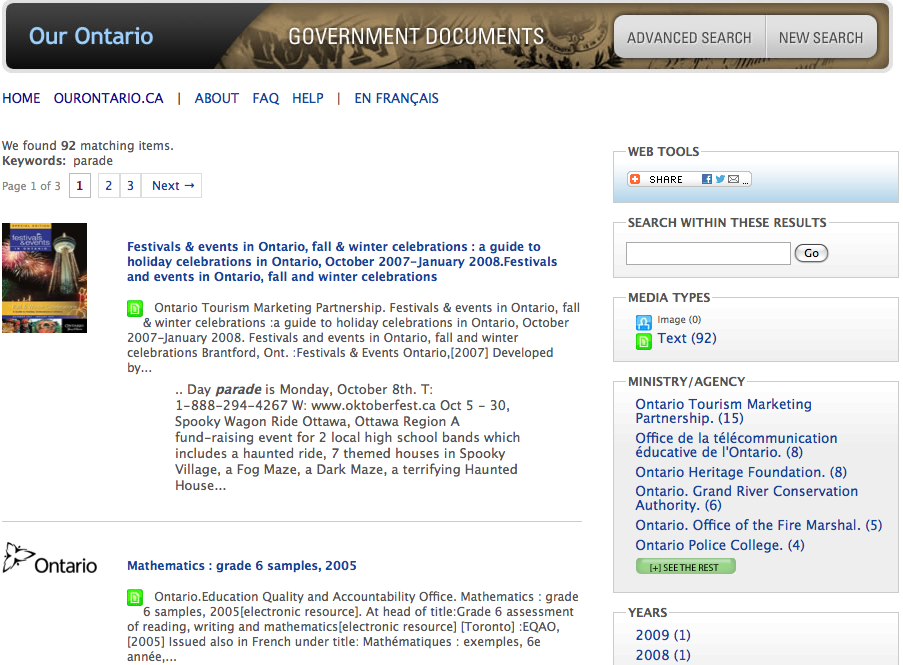 Our Ontario
GOVERNMENT DOCUMENTS
ADVANCED SEARCH
NEW SEARCH
HOME OURONTARIO.CA | ABOUT FAQ HELP | EN FRANÇAIS
We found 92 matching items.
Keywords: parade
Page 1 of 3 1 2 3 Next →
festivals
& events
IN ONTARIO
Festivals & events in Ontario, fall & winter celebrations : a guide to
holiday celebrations in Ontario, October 2007-January 2008.Festivals
and events in Ontario, fall and winter celebrations
Ontario Tourism Marketing Partnership. Festivals & events in Ontario, fall
& winter celebrations :a guide to holiday celebrations in Ontario, October
2007-January 2008. Festivals and events in Ontario, fall and winter
celebrations Brantford, Ont. :Festivals & Events Ontario,[2007] Developed
by...
.. Day parade is Monday, October 8th. T:
1-888-294-4267 W: www.oktoberfest.ca Oct 5 - 30,
Spooky Wagon Ride Ottawa, Ottawa Region A
fund-raising event for 2 local high school bands which
includes a haunted ride, 7 themed houses in Spooky
Village, a Fog Maze, a Dark Maze, a terrifying Haunted
House...
Ontario
Mathematics : grade 6 samples, 2005
Ontario.Education Quality and Accountability Office. Mathematics : grade
6 samples, 2005[electronic resource]. At head of title:Grade 6 assessment
of reading, writing and mathematics[electronic resource] [Toronto] :EQAO,
[2005] Issued also in French under title: Mathématiques : exemples, 6e
année,...
WEB TOOLS
SHARE ...
SEARCH WITHIN THESE RESULTS
Go
MEDIA TYPES
Image (0)
Text (92)
MINISTRY/AGENCY
Ontario Tourism Marketing
Partnership. (15)
Office de la télécommunication
éducative de l'Ontario. (8)
Ontario Heritage Foundation. (8)
Ontario. Grand River Conservation
Authority. (6)
Ontario. Office of the Fire Marshal. (5)
Ontario Police College. (4)
[+] SEE THE REST
YEARS
2009 (1)
2008 (1)